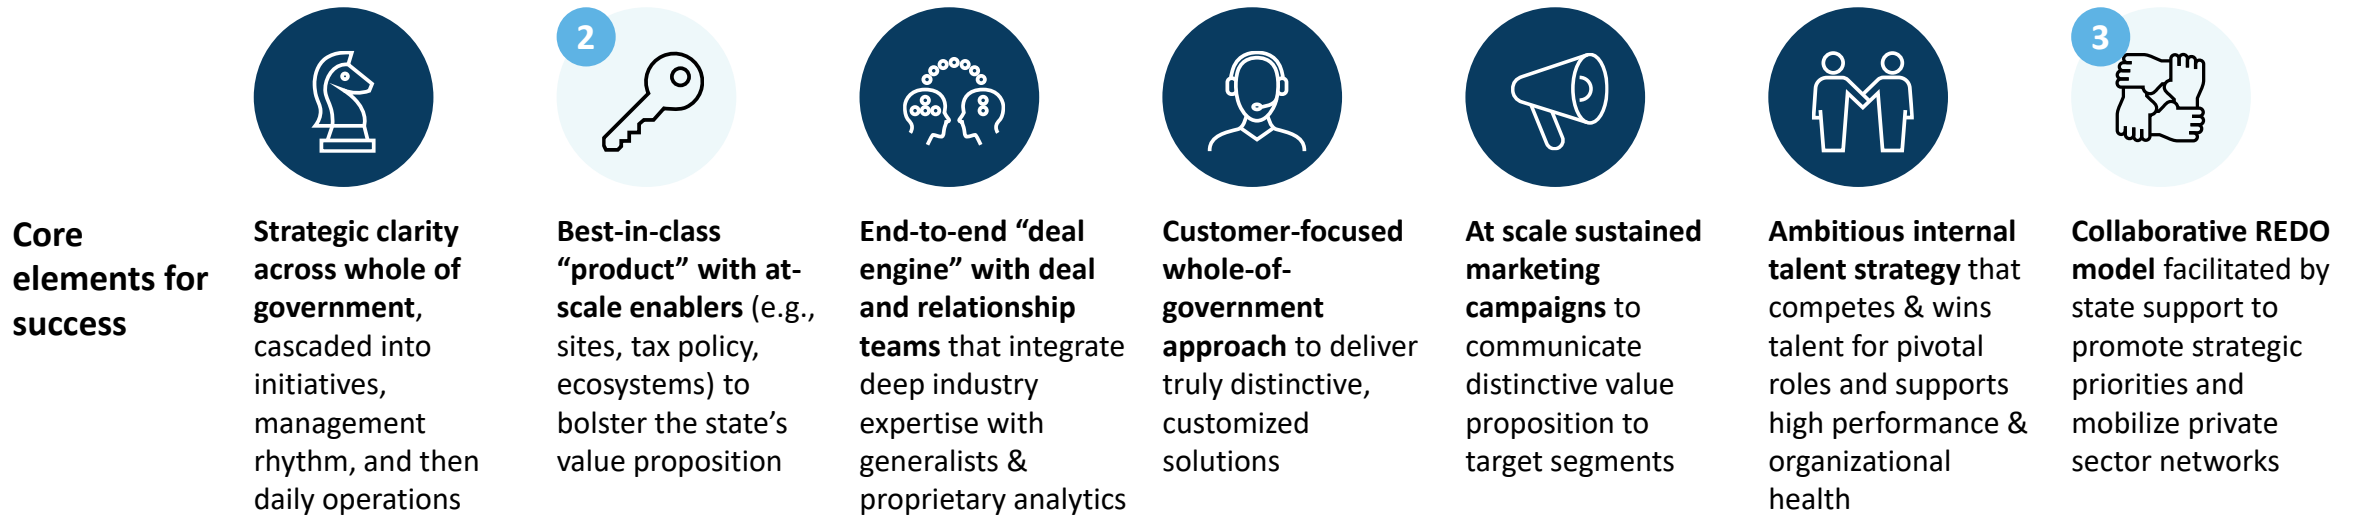 2
3
Core
elements for
success
Strategic clarity
across whole of
government,
cascaded into
initiatives,
management
rhythm, and then
daily operations
Best-in-class
“product” with at-
scale enablers (e.g.,
sites, tax policy,
ecosystems) to
bolster the state’s
value proposition
End-to-end “deal
engine” with deal
and relationship
teams that integrate
deep industry
expertise with
generalists &
proprietary analytics
Customer-focused
whole-of-
government
approach to deliver
truly distinctive,
customized
solutions
At scale sustained
marketing
campaigns to
communicate
distinctive value
proposition to
target segments
Ambitious internal
talent strategy that
competes & wins
talent for pivotal
roles and supports
high performance &
organizational
health
Collaborative REDO
model facilitated by
state support to
promote strategic
priorities and
mobilize private
sector networks